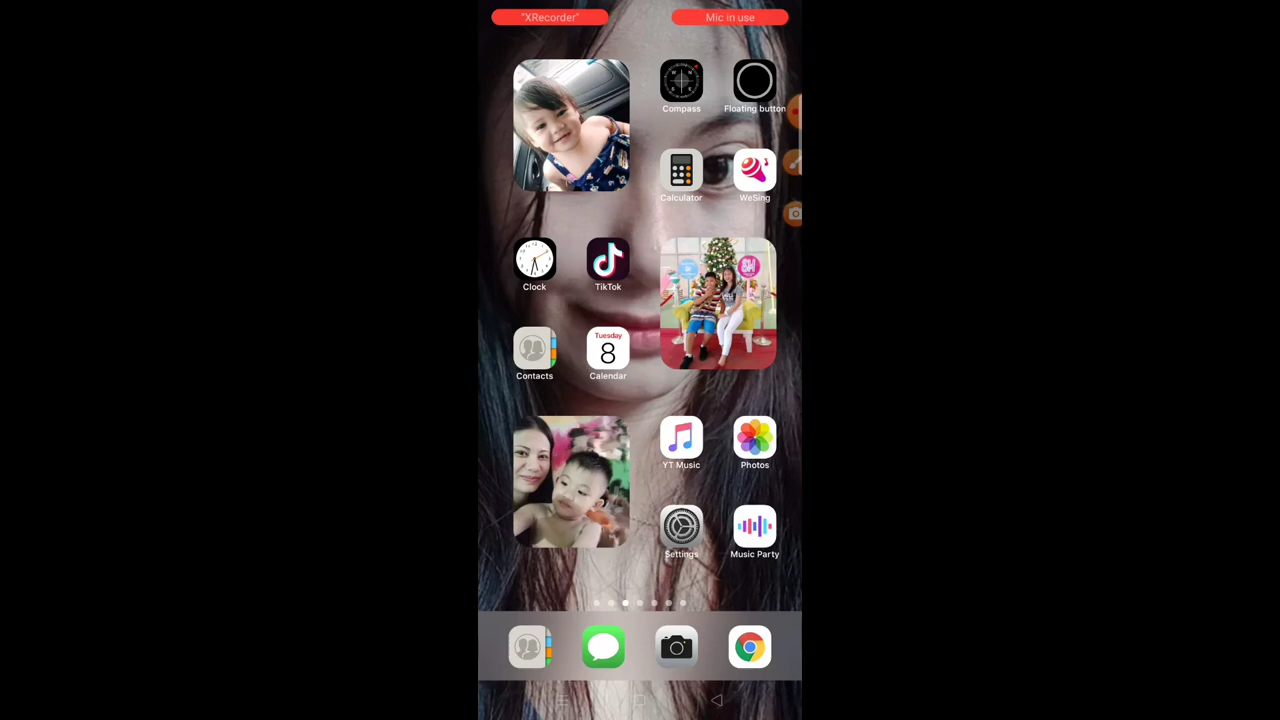 "XRecorder" Mic in use
Compass Floating button
Calculator WeSing
Clock TikTok
Tuesday
8
Contacts Calendar
YT Music Photos
Settings Music Party